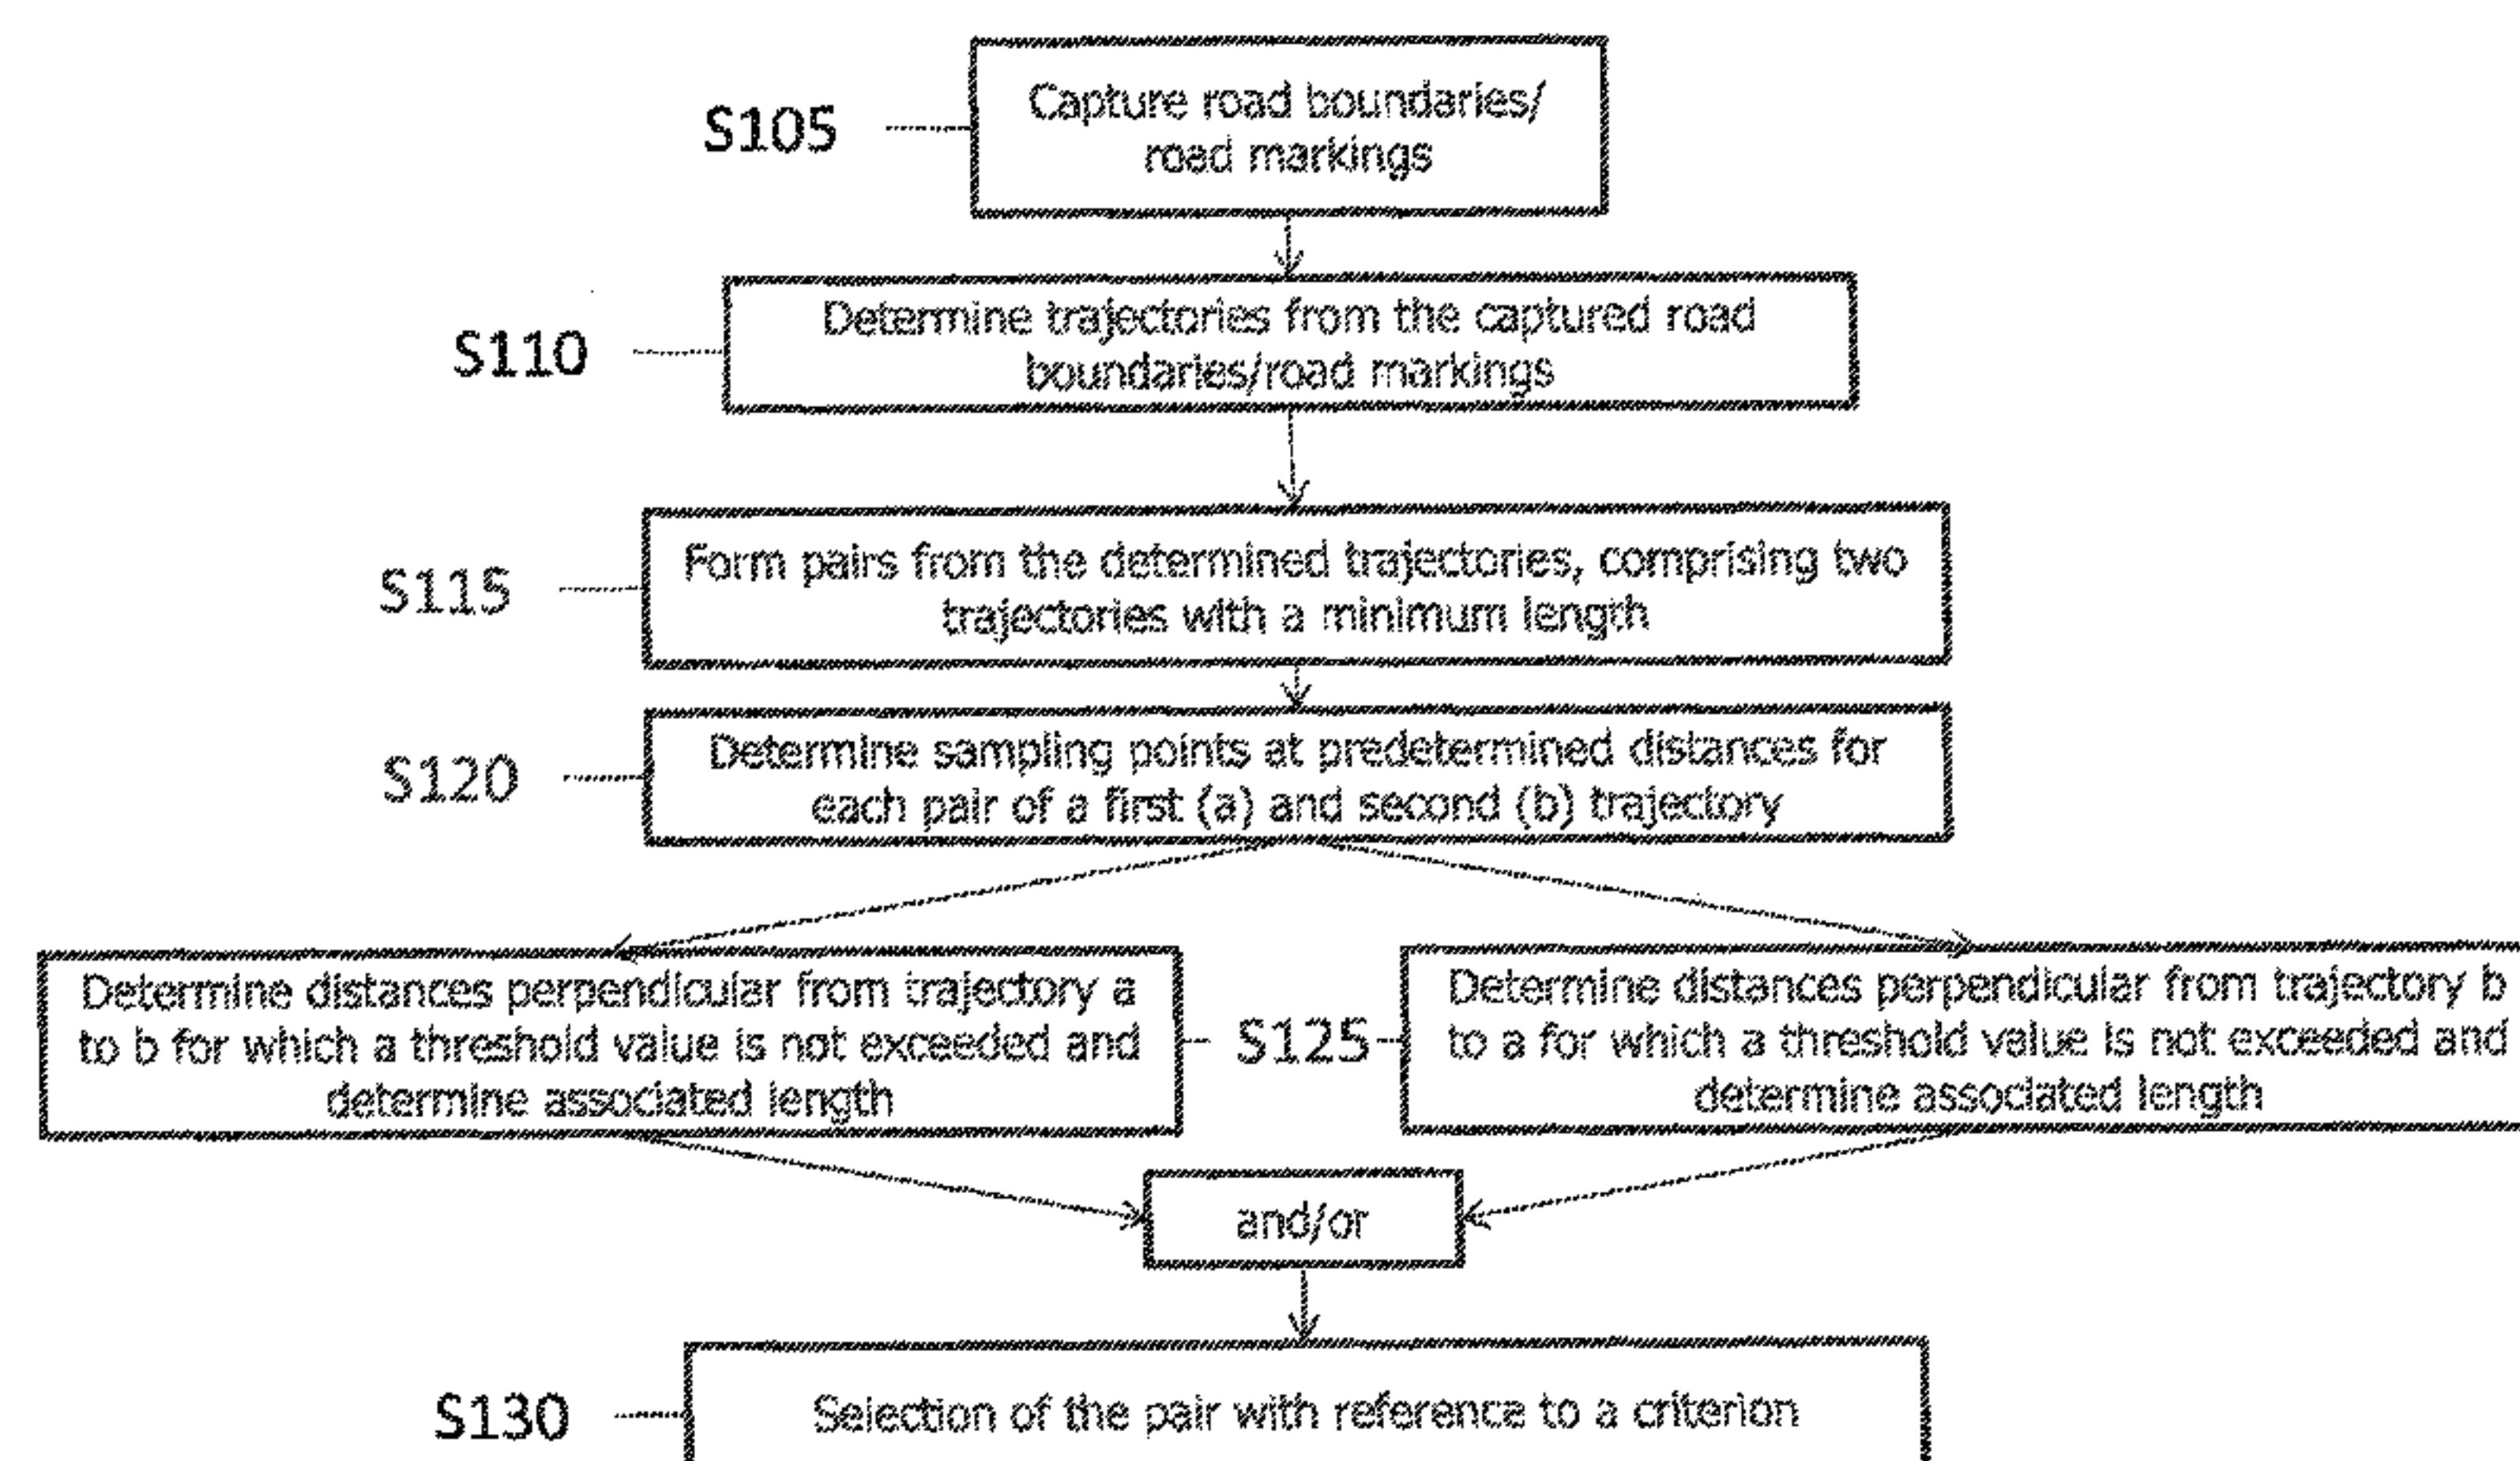 S105
Capture road boundaries/
road markings
S110
Determine trajectories from the captured road
boundaries/road markings
S115
Form pairs from the determined trajectories, comprising two
trajectories with a minimum length
S120
Determine sampling points at predetermined distances for
each pair of a first (a) and second (b) trajectory
Determine distances perpendicular from trajectory a
to b for which a threshold value is not exceeded and
determine associated length
S125
Determine distances perpendicular from trajectory b
to a for which a threshold value is not exceeded and
determine associated length
and/or
S130
Selection of the pair with reference to a criterion